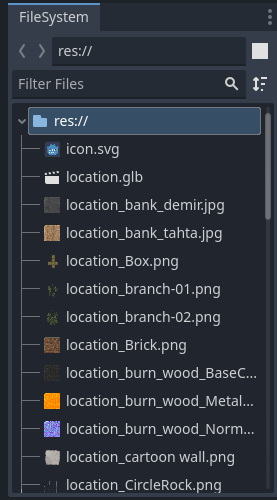 FileSystem
res://
Filter Files
res://
icon.svg
location.glb
location_bank_demir.jpg
location_bank_tahta.jpg
location_Box.png
location_branch-01.png
location_branch-02.png
location_Brick.png
location_burn_wood_BaseC...
location_burn_wood_Metal...
location_burn_wood_Norm...
location_cartoon wall.png
location_CircleRock.png